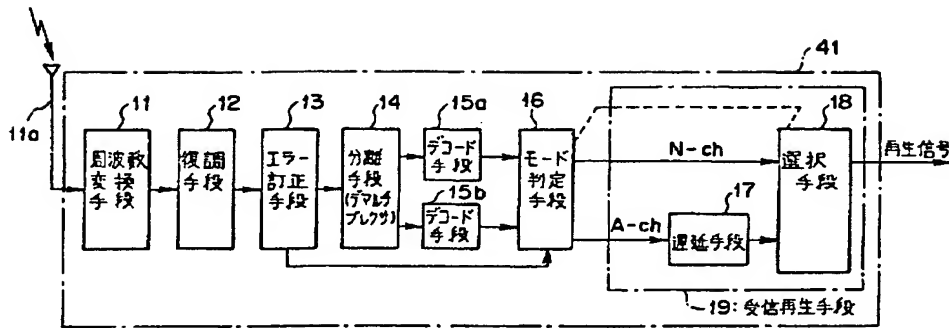 41
11a
11
周波数
変換
手段
12
復調
手段
13
エラー
訂正
手段
14
分離
手段
(デマルチ
プレクサ)
15a
デコード
手段
15b
デコード
手段
16
モード
判定
手段
N-ch
A-ch
17
遅延手段
18
選択
手段
再生信号
19:受信再生手段